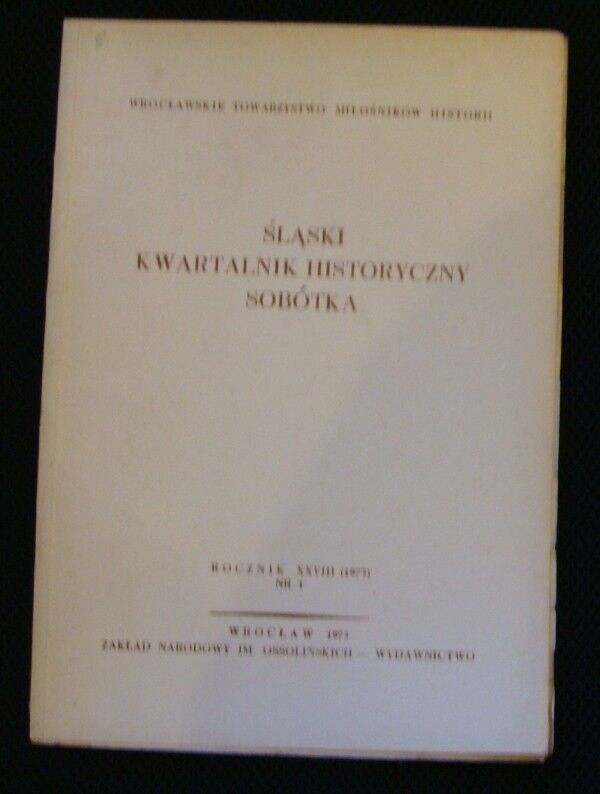 WROCŁAWSKIE TOWARZYSTWO MIŁOŚNIKÓW HISTORII
ŚLĄSKI
KWARTALNIK HISTORYCZNY
SOBÓTKA
ROCZNIK XXVIII (1973)
NR
WROCŁAW 1973
ZAKŁAD NARODOWY IM. OSSOLIŃSKICH — WYDAWNICTWO